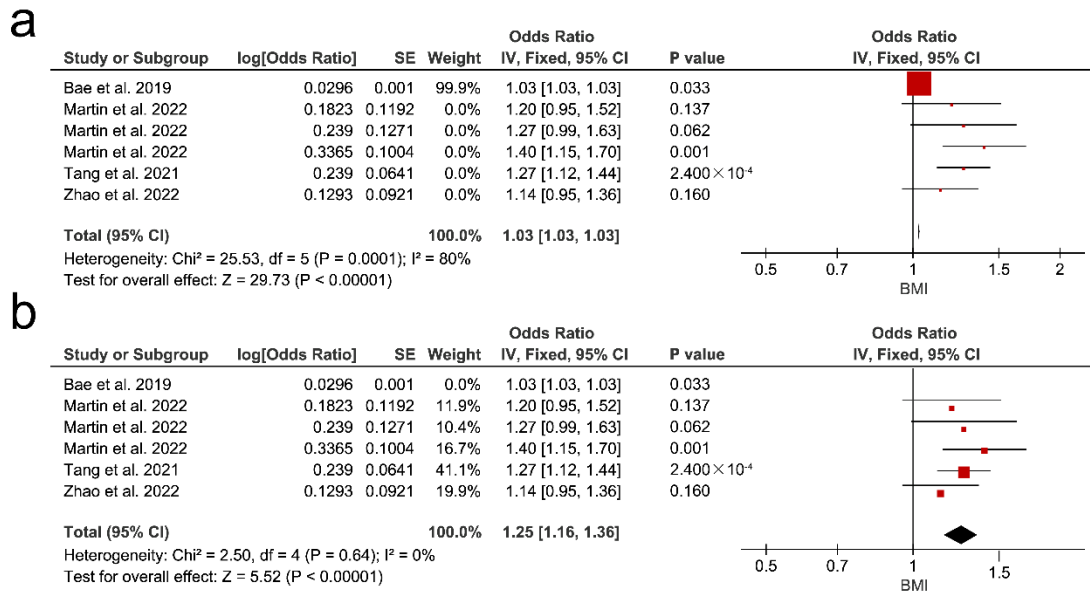 a
Odds Ratio Odds Ratio
Study or Subgroup log[Odds Ratio] SE Weight IV, Fixed, 95% CI P value IV, Fixed, 95% CI
Bae et al. 2019 0.0296 0.001 99.9% 1.03 [1.03, 1.03] 0.033
Martin et al. 2022 0.1823 0.1192 0.0% 1.20 [0.95, 1.52] 0.137
Martin et al. 2022 0.239 0.1271 0.0% 1.27 [0.99, 1.63] 0.062
Martin et al. 2022 0.3365 0.1004 0.0% 1.40 [1.15, 1.70] 0.001
Tang et al. 2021 0.239 0.0641 0.0% 1.27 [1.12, 1.44] 2.400×10⁻⁴
Zhao et al. 2022 0.1293 0.0921 0.0% 1.14 [0.95, 1.36] 0.160
Total (95% CI) 100.0% 1.03 [1.03, 1.03]
Heterogeneity: Chi² = 25.53, df = 5 (P = 0.0001); I² = 80%
Test for overall effect: Z = 29.73 (P < 0.00001)
0.5 0.7 1 1.5 2
BMI
b
Odds Ratio Odds Ratio
Study or Subgroup log[Odds Ratio] SE Weight IV, Fixed, 95% CI P value IV, Fixed, 95% CI
Bae et al. 2019 0.0296 0.001 0.0% 1.03 [1.03, 1.03] 0.033
Martin et al. 2022 0.1823 0.1192 11.9% 1.20 [0.95, 1.52] 0.137
Martin et al. 2022 0.239 0.1271 10.4% 1.27 [0.99, 1.63] 0.062
Martin et al. 2022 0.3365 0.1004 16.7% 1.40 [1.15, 1.70] 0.001
Tang et al. 2021 0.239 0.0641 41.1% 1.27 [1.12, 1.44] 2.400×10⁻⁴
Zhao et al. 2022 0.1293 0.0921 19.9% 1.14 [0.95, 1.36] 0.160
Total (95% CI) 100.0% 1.25 [1.16, 1.36]
Heterogeneity: Chi² = 2.50, df = 4 (P = 0.64); I² = 0%
Test for overall effect: Z = 5.52 (P < 0.00001)
0.5 0.7 1 1.5
BMI